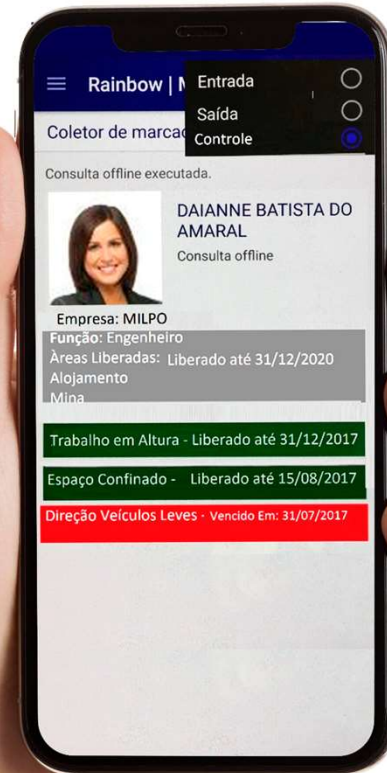 Rainbow |
Entrada
Saída
Coletor de
Controle
Consulta offline executada.
DAIANNE BATISTA DO
AMARAL
Consulta offline
Empresa: MILPO
Função: Engenheiro
Àreas Liberadas: Liberado até 31/12/2020
Alojamento
Mina
Trabalho em Altura - Liberado até 31/12/2017
Espaço Confinado - Liberado até 15/08/2017
Direção Veículos Leves - Vencido Em: 31/07/2017